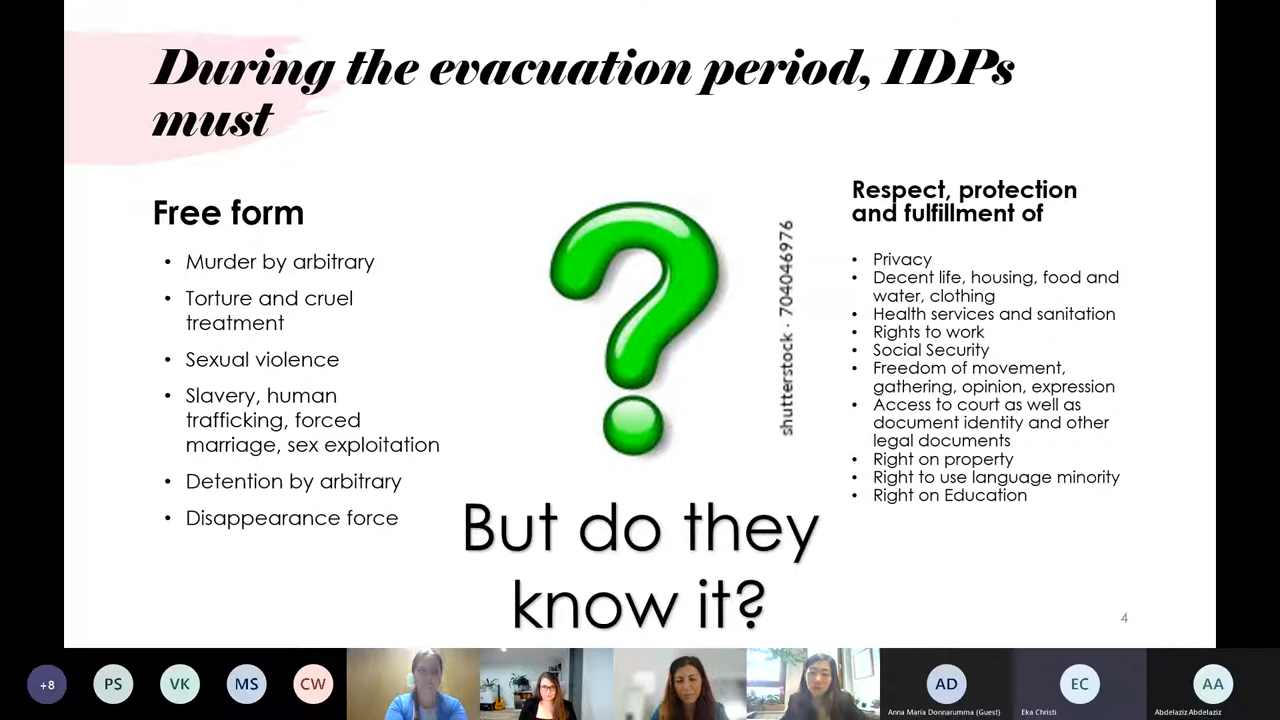 During the evacuation period, IDPs
must
Free form
• Murder by arbitrary
• Torture and cruel
treatment
• Sexual violence
• Slavery, human
trafficking, forced
marriage, sex exploitation
• Detention by arbitrary
• Disappearance force
shutterstock · 704046976
But do they
know it?
Respect, protection
and fulfillment of
• Privacy
• Decent life, housing, food and
water, clothing
• Health services and sanitation
• Rights to work
• Social Security
• Freedom of movement,
gathering, opinion, expression
• Access to court as well as
document identity and other
legal documents
• Right on property
• Right to use language minority
• Right on Education
4
+8
PS
VK
MS
CW
AD
Anna Maria Donnarumma (Guest)
EC
Eka Christi
AA
Abdelaziz Abdelaziz